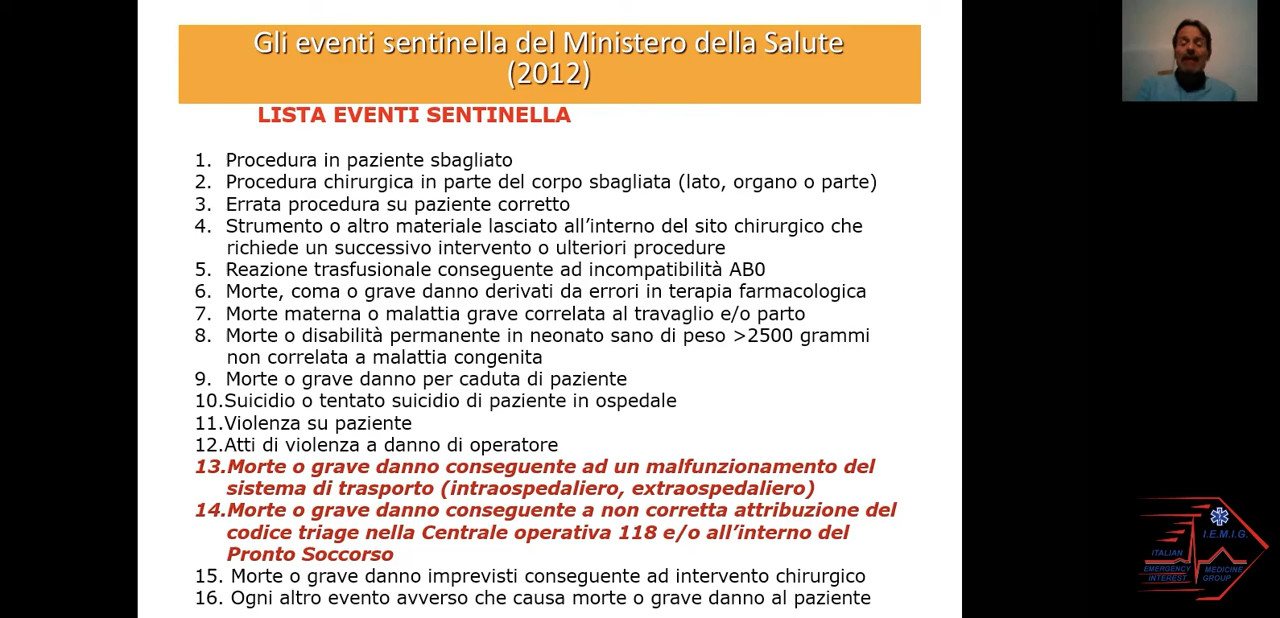 Gli eventi sentinella del Ministero della Salute
(2012)
LISTA EVENTI SENTINELLA
1. Procedura in paziente sbagliato
2. Procedura chirurgica in parte del corpo sbagliata (lato, organo o parte)
3. Errata procedura su paziente corretto
4. Strumento o altro materiale lasciato all’interno del sito chirurgico che
richiede un successivo intervento o ulteriori procedure
5. Reazione trasfusionale conseguente ad incompatibilità AB0
6. Morte, coma o grave danno derivati da errori in terapia farmacologica
7. Morte materna o malattia grave correlata al travaglio e/o parto
8. Morte o disabilità permanente in neonato sano di peso >2500 grammi
non correlata a malattia congenita
9. Morte o grave danno per caduta di paziente
10.Suicidio o tentato suicidio di paziente in ospedale
11.Violenza su paziente
12.Atti di violenza a danno di operatore
13.Morte o grave danno conseguente ad un malfunzionamento del
sistema di trasporto (intraospedaliero, extraospedaliero)
14.Morte o grave danno conseguente a non corretta attribuzione del
codice triage nella Centrale operativa 118 e/o all’interno del
Pronto Soccorso
15. Morte o grave danno imprevisti conseguente ad intervento chirurgico
16. Ogni altro evento avverso che causa morte o grave danno al paziente
I.E.M.I.G.
ITALIAN
EMERGENCY
INTEREST
MEDICINE
GROUP